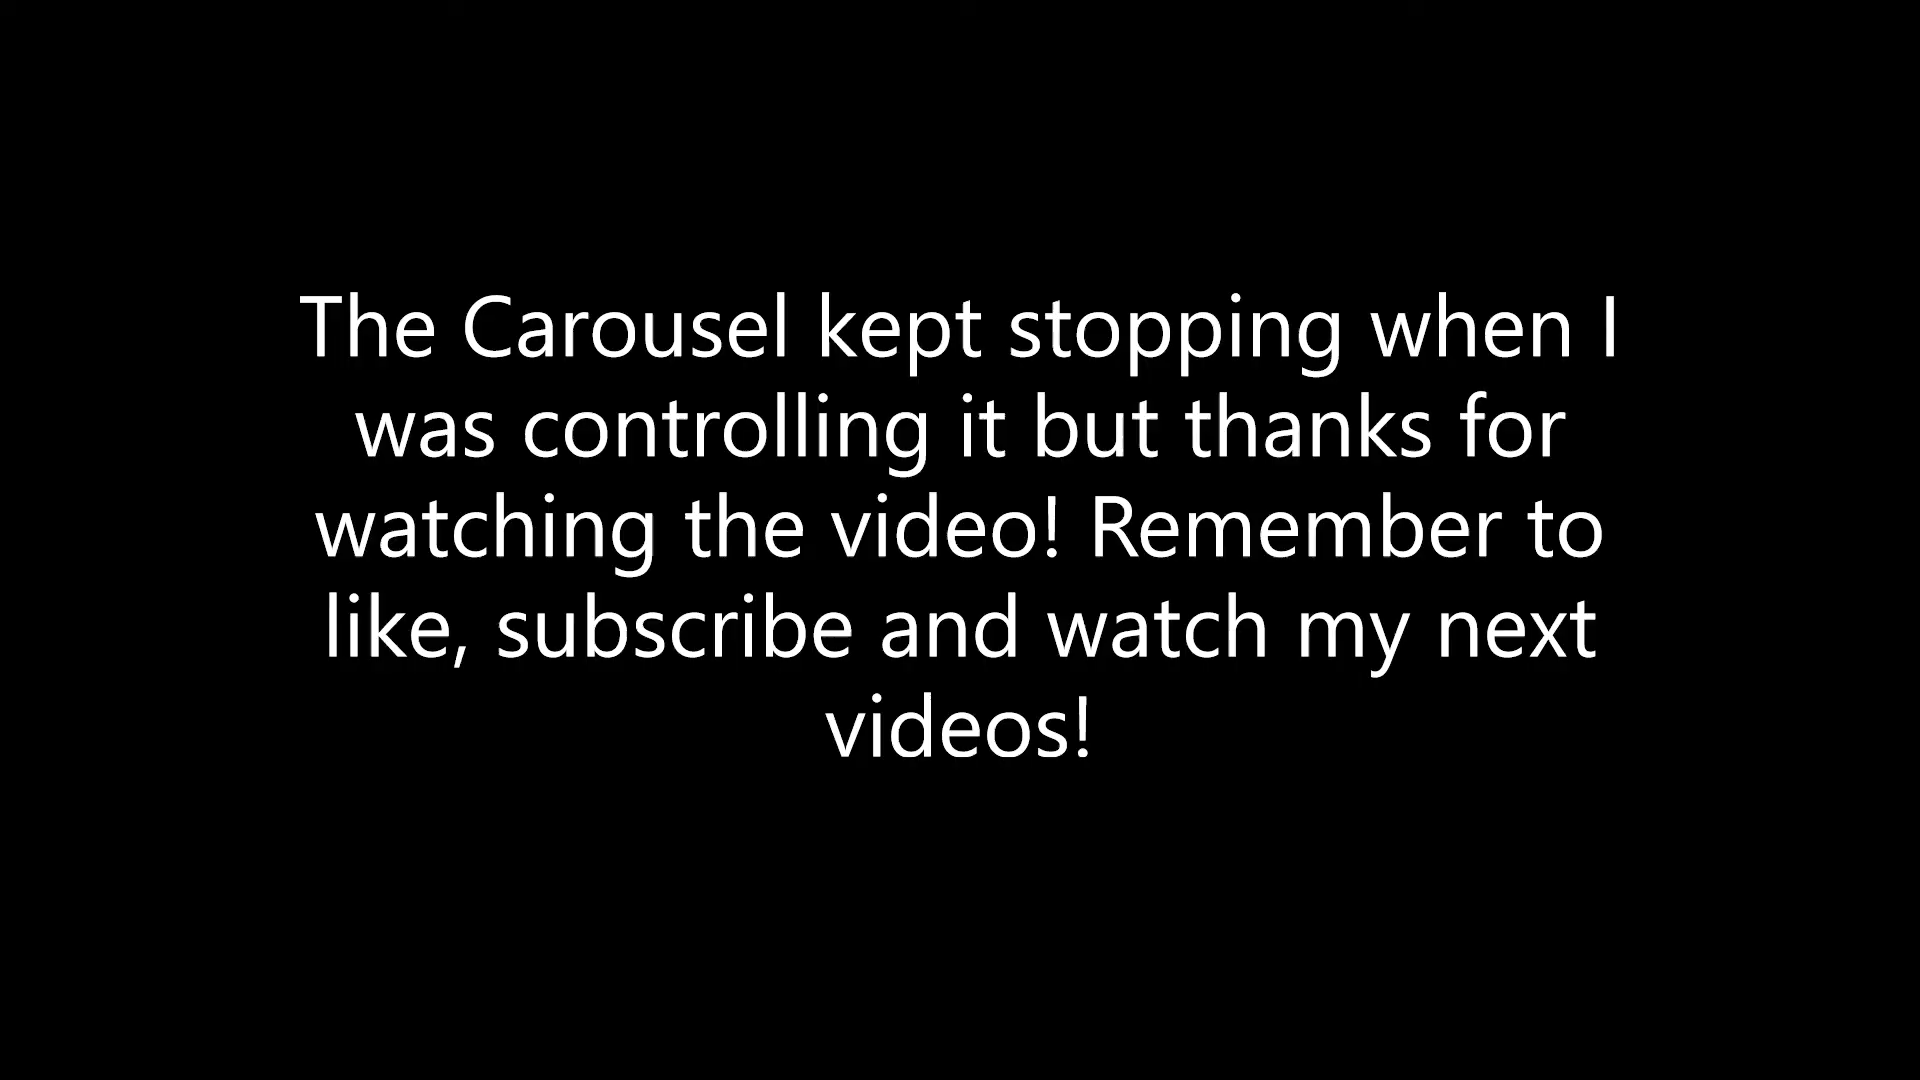 The Carousel kept stopping when I
was controlling it but thanks for
watching the video! Remember to
like, subscribe and watch my next
videos!